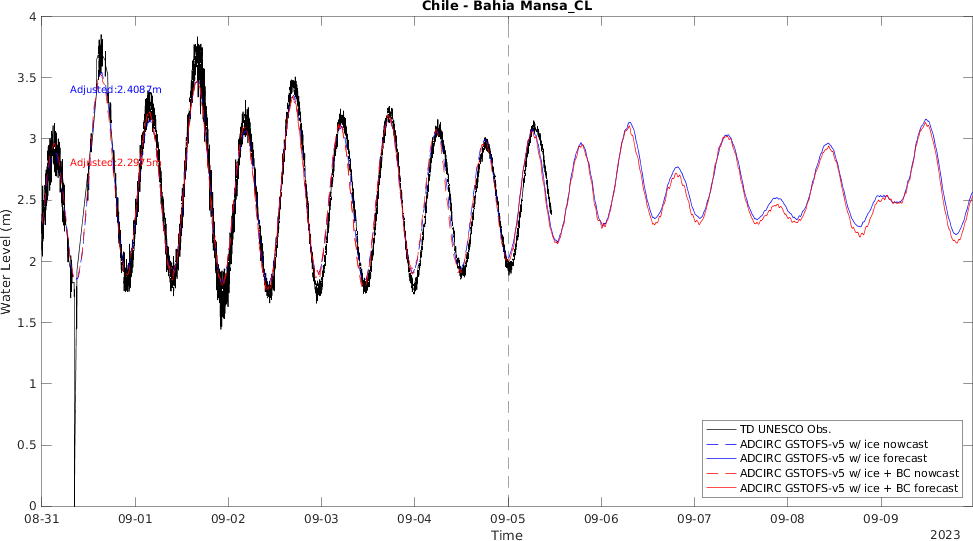 Chile - Bahia Mansa_CL
4
3.5
3
2.5
2
1.5
1
0.5
0
Water Level (m)
Adjusted:2.4087m
Adjusted:2.2975m
TD UNESCO Obs.
ADCIRC GSTOFS-v5 w/ ice nowcast
ADCIRC GSTOFS-v5 w/ ice forecast
ADCIRC GSTOFS-v5 w/ ice + BC nowcast
ADCIRC GSTOFS-v5 w/ ice + BC forecast
08-31 09-01 09-02 09-03 09-04 09-05 09-06 09-07 09-08 09-09
Time
2023